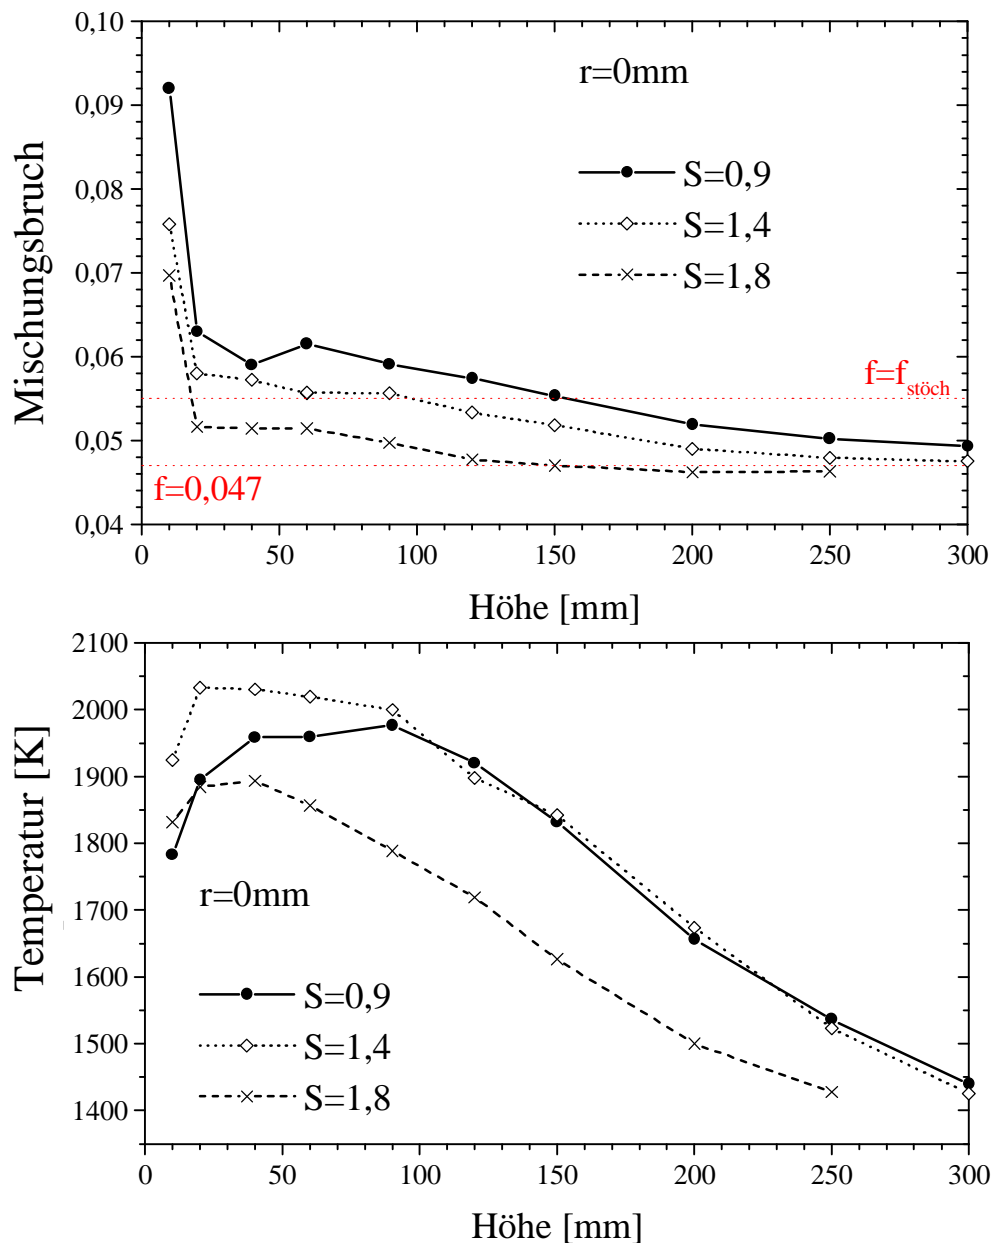 0,10
r=0mm
0,09
S=0,9
0,08
S=1,4
0,07
S=1,8
0,06
f=f_stöch
0,05
f=0,047
0,04
Mischungsbruch
0 50 100 150 200 250 300
Höhe [mm]
2100
2000
1900
1800
r=0mm
1700
1600
S=0,9
1500
S=1,4
1400
S=1,8
Temperatur [K]
0 50 100 150 200 250 300
Höhe [mm]